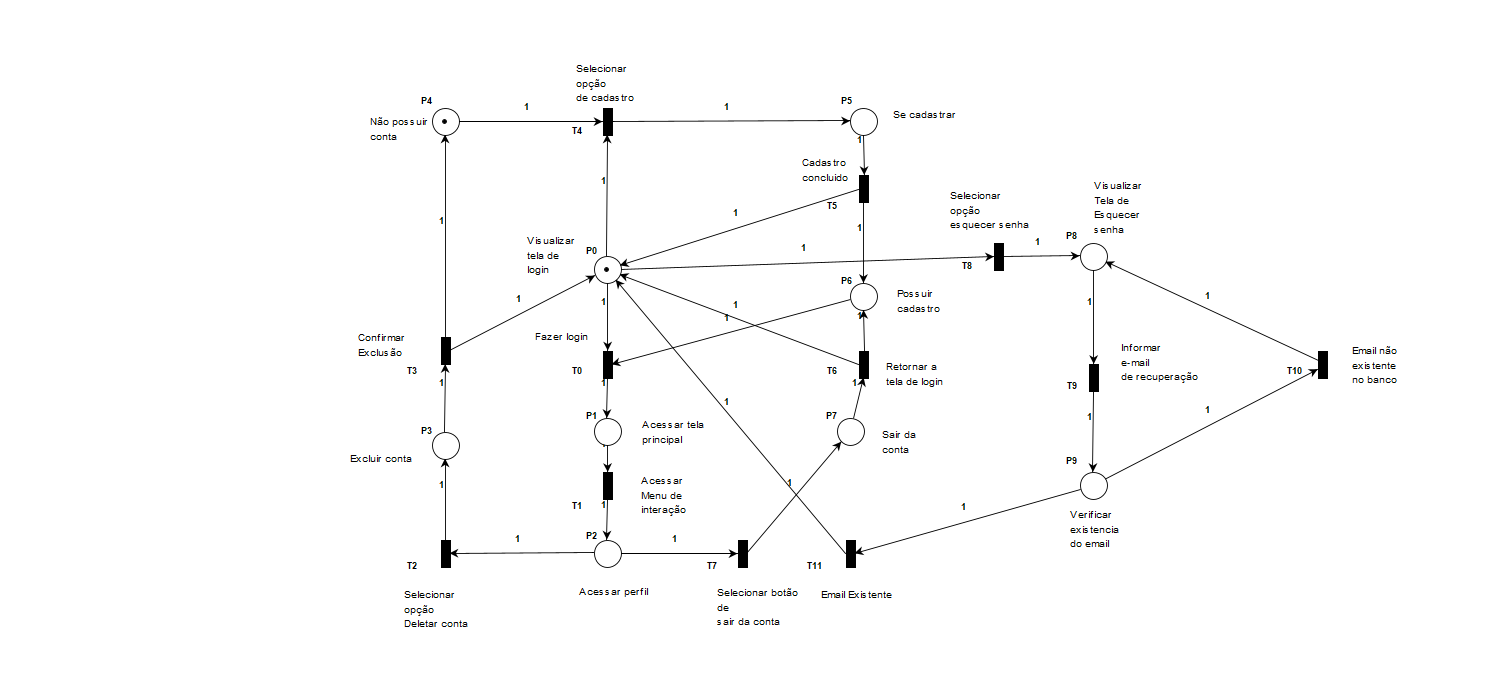 Selecionar
opção
de cadastro
P4
1
1
P5
Não possuir
conta
T4
Se cadastrar
1
Cadastro
concluido
1
T5
1
1
1
Selecionar
opção
esquecer senha
Visualizar
Tela de
Esquecer
senha
1
P8
T8
Visualizar
tela de
login
P0
1
1
P6
Possuir
cadastro
1
1
1
1
1
1
1
Confirmar
Exclusão
Fazer login
T3
T0
T6
Retornar a
tela de login
Informar
e-mail
de recuperação
T9
T10
Email não
existente
no banco
1
1
1
1
1
1
P3
P1
Acessar tela
principal
P7
Sair da
conta
Excluir conta
P9
1
Acessar
Menu de
interação
T1
1
1
1
Verificar
existencia
do email
P2
1
1
T2
T7
T11
Selecionar
opção
Deletar conta
Acessar perfil
Selecionar botão
de
sair da conta
Email Existente